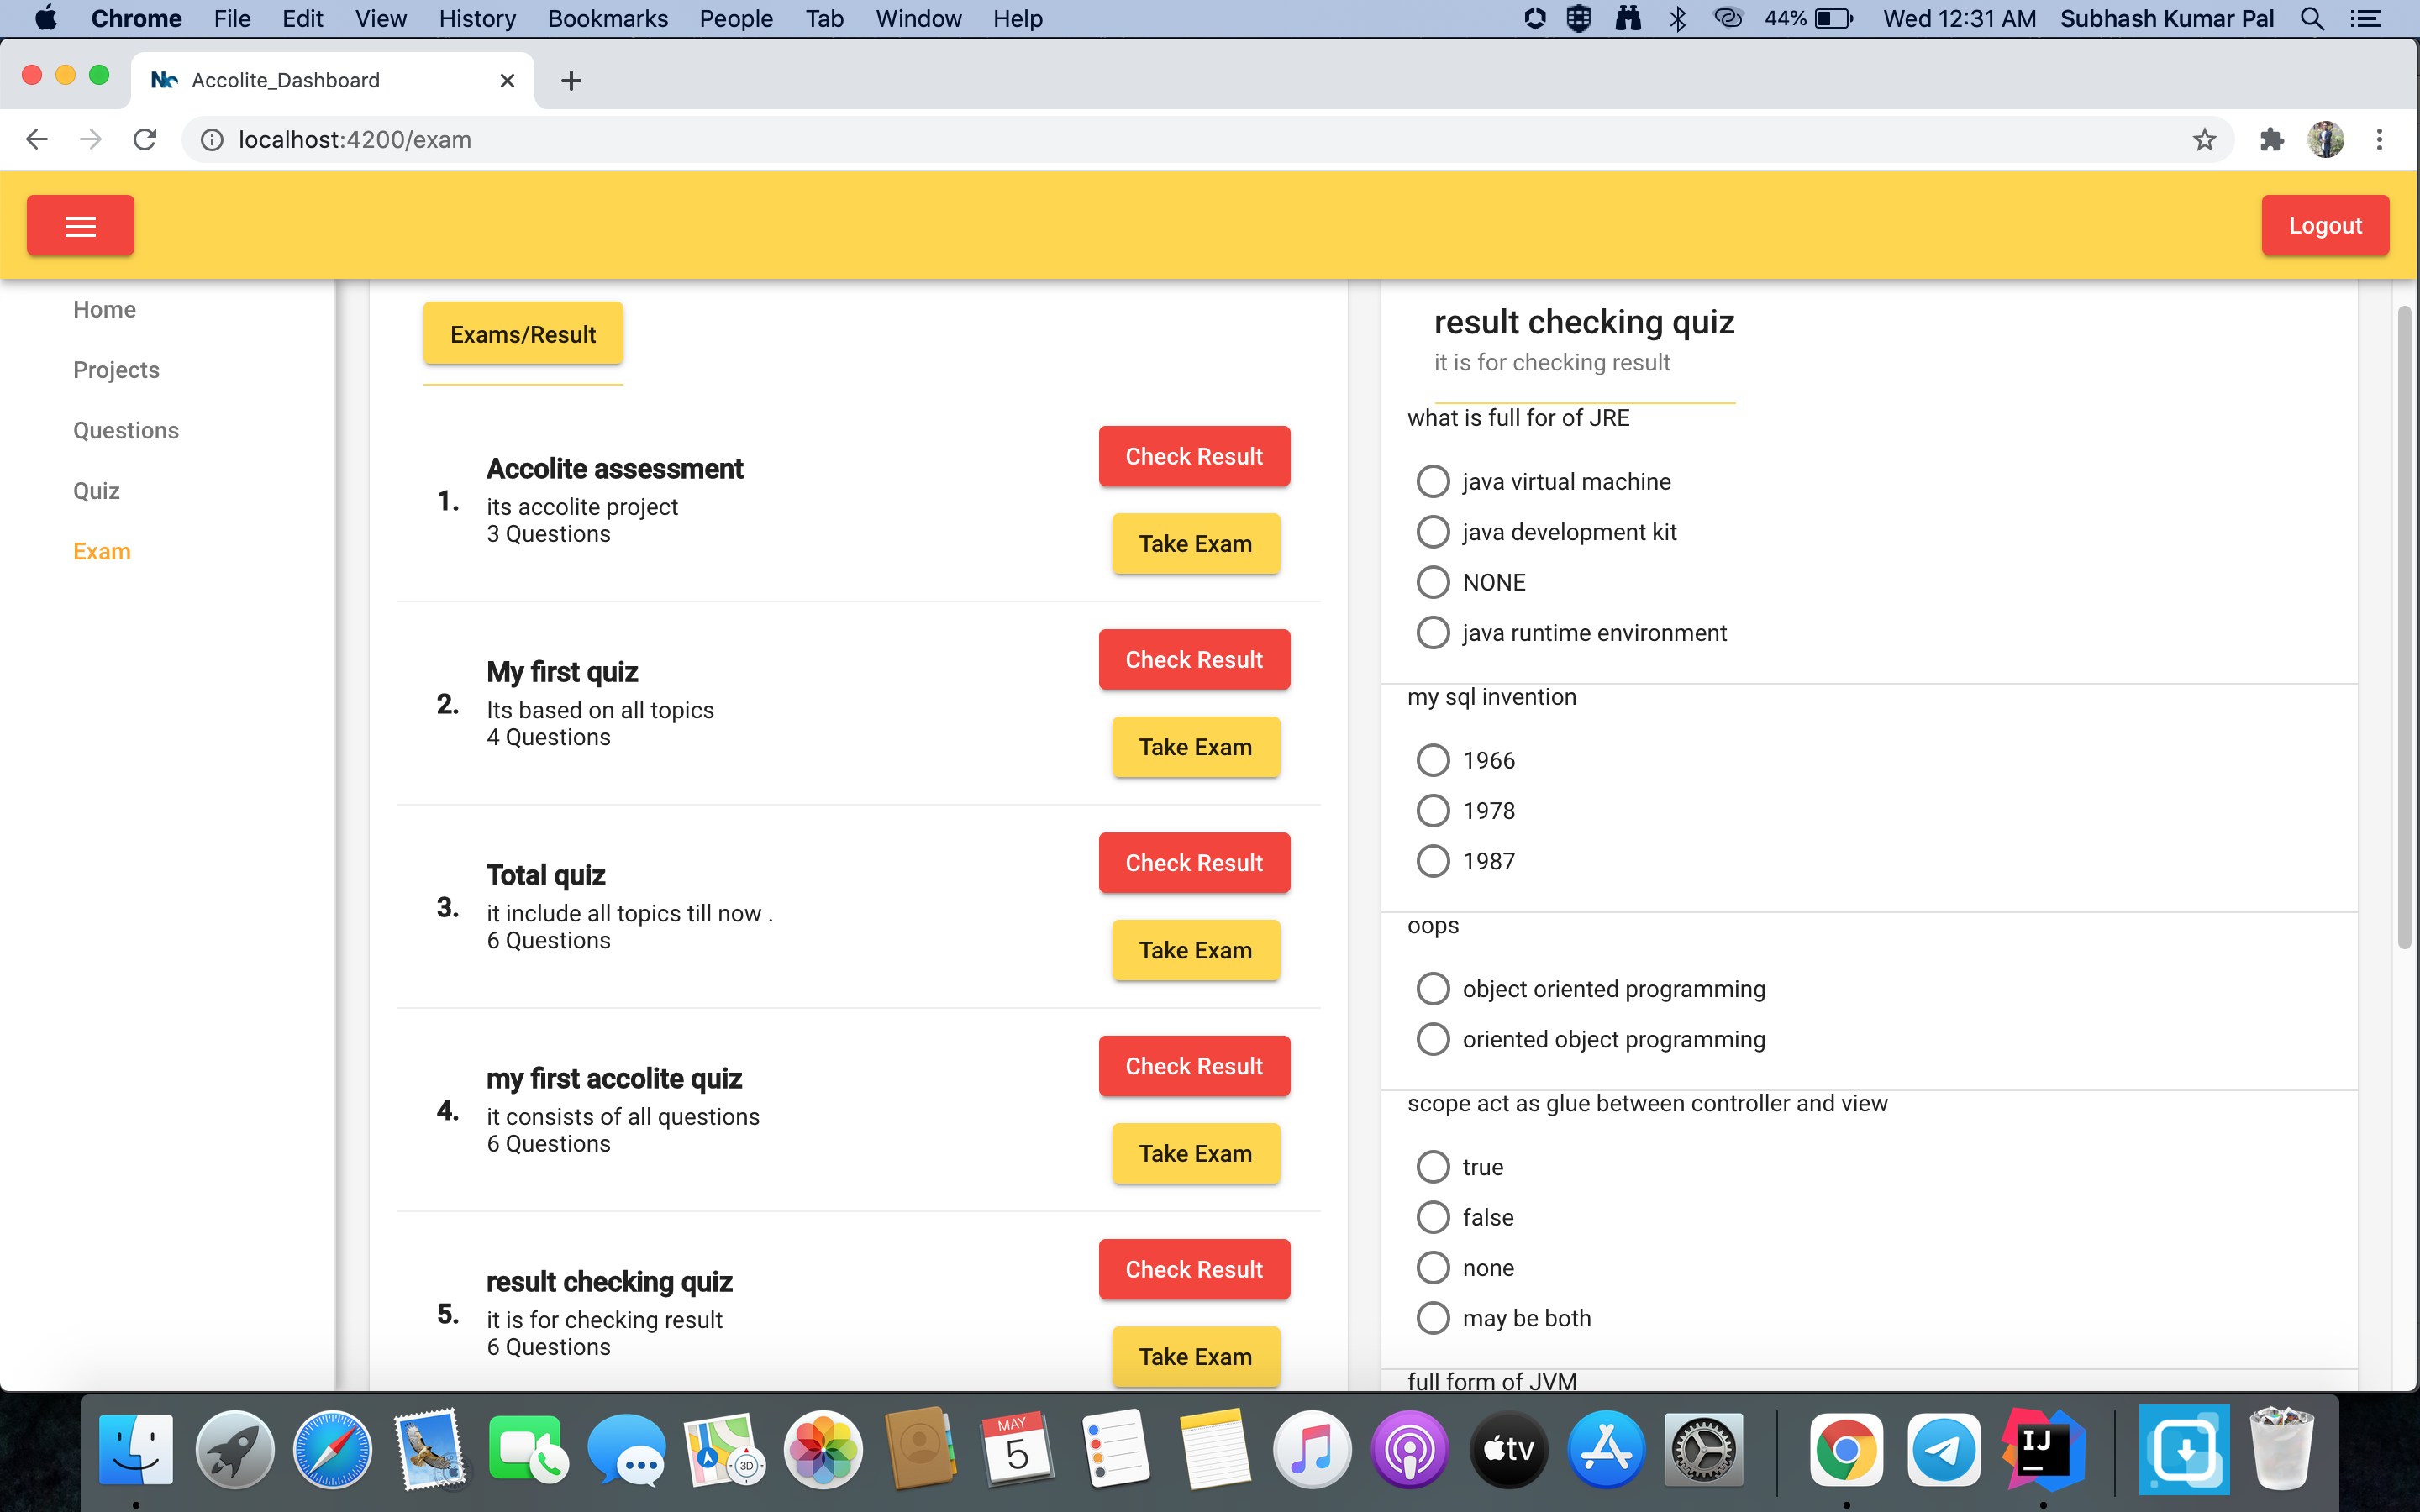 Chrome File Edit View History Bookmarks People Tab Window Help 44% Wed 12:31 AM Subhash Kumar Pal
Accolite_Dashboard
localhost:4200/exam
Logout
Home
Projects
Questions
Quiz
Exam
Exams/Result
1.
Accolite assessment
its accolite project
3 Questions
Check Result
Take Exam
2.
My first quiz
Its based on all topics
4 Questions
Check Result
Take Exam
3.
Total quiz
it include all topics till now .
6 Questions
Check Result
Take Exam
4.
my first accolite quiz
it consists of all questions
6 Questions
Check Result
Take Exam
5.
result checking quiz
it is for checking result
6 Questions
Check Result
Take Exam
result checking quiz
it is for checking result
what is full for of JRE
java virtual machine
java development kit
NONE
java runtime environment
my sql invention
1966
1978
1987
oops
object oriented programming
oriented object programming
scope act as glue between controller and view
true
false
none
may be both
full form of JVM
3D
MAY
5
tv
IJ